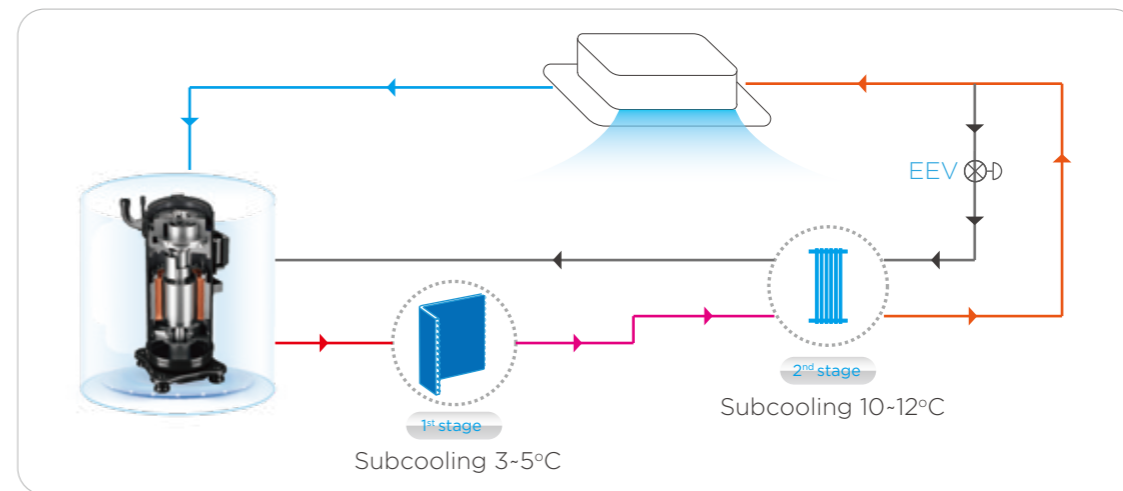 EEV
2nd stage
Subcooling 10~12°C
1st stage
Subcooling 3~5°C